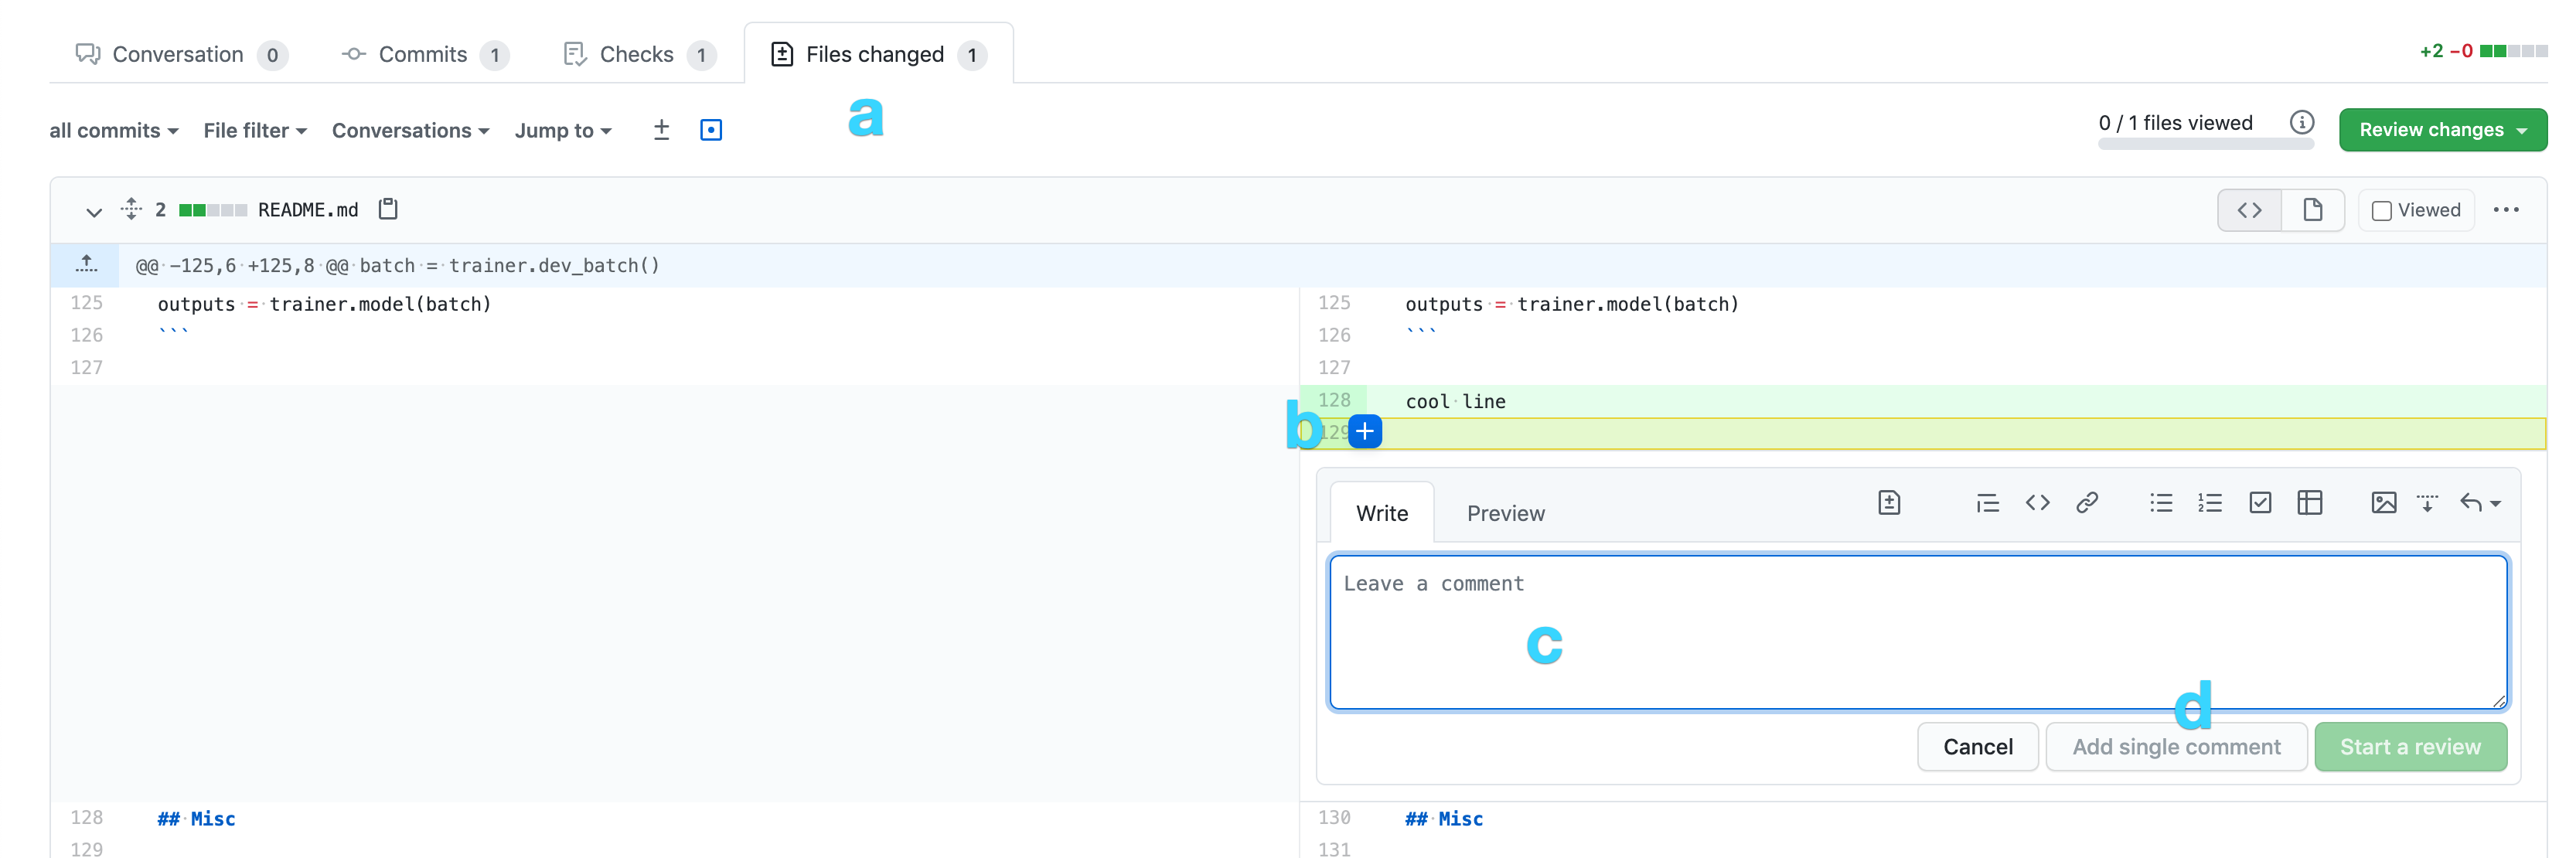 Conversation 0 Commits 1 Checks 1 Files changed 1 +2 −0
a
all commits File filter Conversations Jump to 0 / 1 files viewed Review changes
2 README.md Viewed
@@ -125,6 +125,8 @@ batch = trainer.dev_batch()
125 outputs = trainer.model(batch) 125 outputs = trainer.model(batch)
126 ``` 126 ```
127 127
128 cool line
b 129
Write Preview
Leave a comment
c
d
Cancel Add single comment Start a review
128 ## Misc 130 ## Misc
129 131